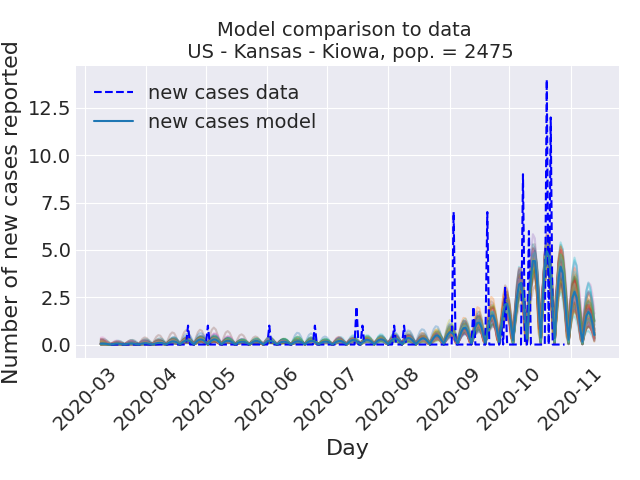 Model comparison to data
US - Kansas - Kiowa, pop. = 2475
Number of new cases reported
12.5
10.0
7.5
5.0
2.5
0.0
new cases data
new cases model
2020-03
2020-04
2020-05
2020-06
2020-07
2020-08
2020-09
2020-10
2020-11
Day